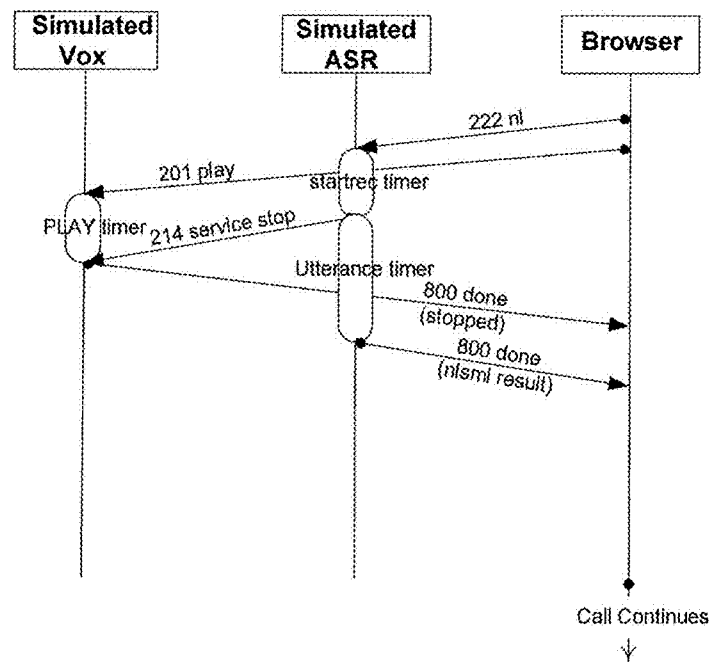 Simulated
Vox
Simulated
ASR
Browser
222 nl
201 play
startrec timer
PLAY timer
214 service stop
Utterance timer
800 done
(stopped)
800 done
(nlsml result)
Call Continues